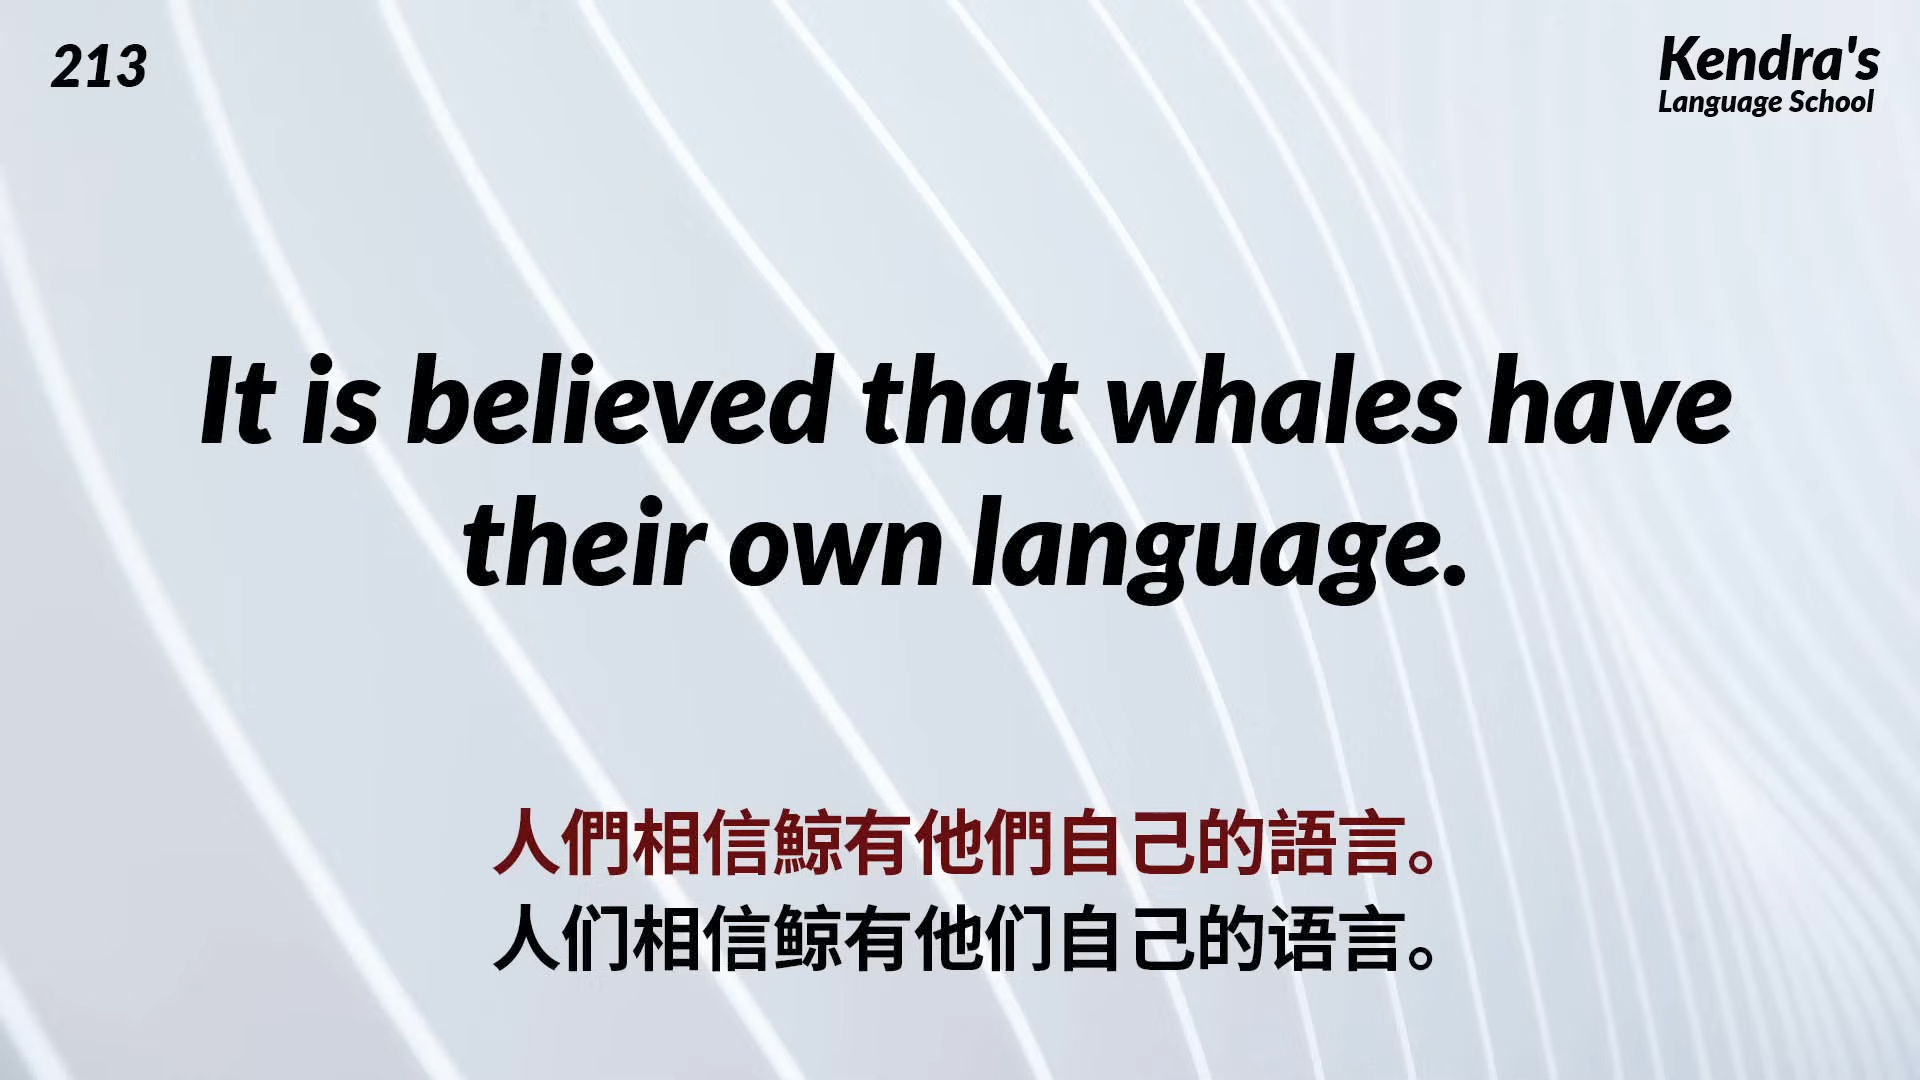 213
Kendra's
Language School
It is believed that whales have
their own language.
人們相信鯨有他們自己的語言。
人们相信鲸有他们自己的语言。